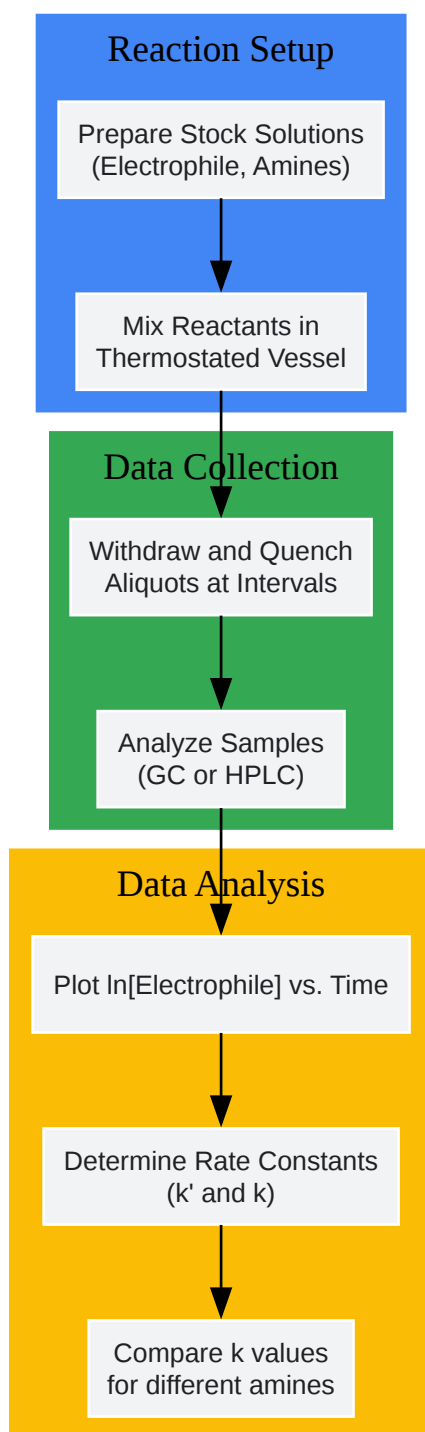 Reaction Setup
Prepare Stock Solutions
(Electrophile, Amines)
Mix Reactants in
Thermostated Vessel
Data Collection
Withdraw and Quench
Aliquots at Intervals
Analyze Samples
(GC or HPLC)
Data Analysis
Plot ln[Electrophile] vs. Time
Determine Rate Constants
(k' and k)
Compare k values
for different amines